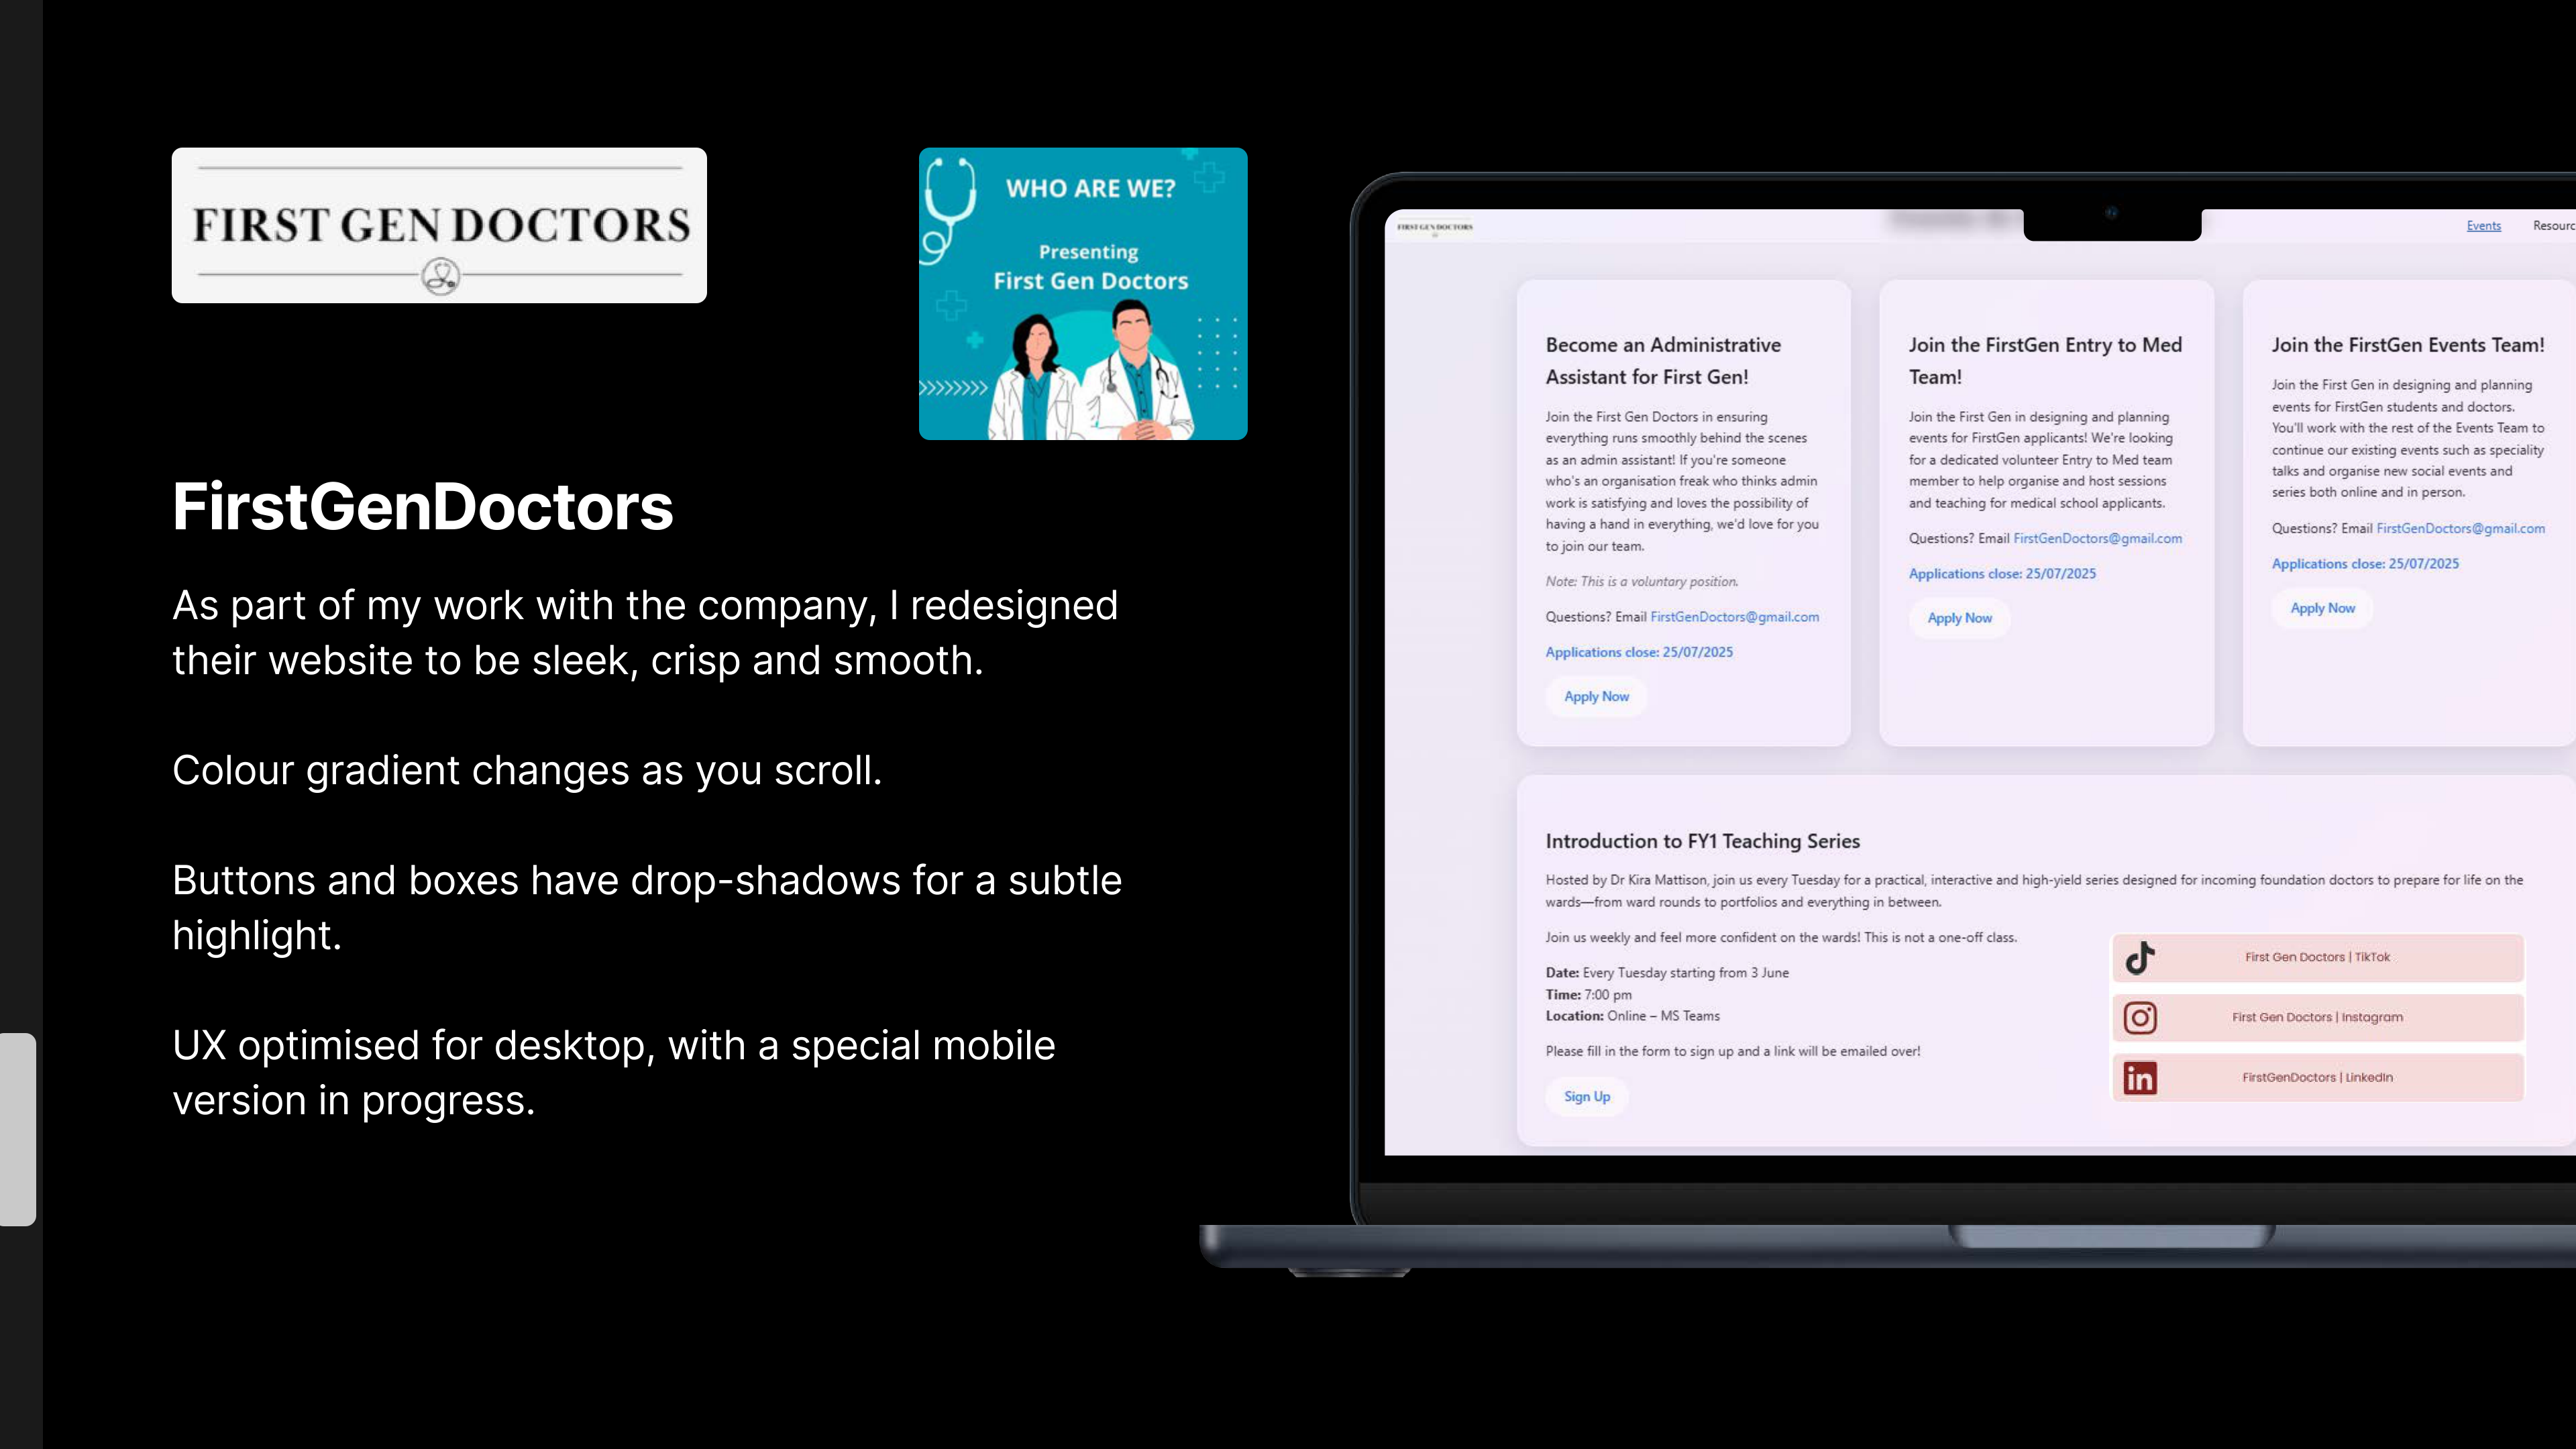 FIRST GEN DOCTORS
WHO ARE WE?
Presenting
First Gen Doctors
FirstGenDoctors
As part of my work with the company, I redesigned
their website to be sleek, crisp and smooth.
Colour gradient changes as you scroll.
Buttons and boxes have drop-shadows for a subtle
highlight.
UX optimised for desktop, with a special mobile
version in progress.
FIRST GEN DOCTORS
Events
Resourc
Become an Administrative
Assistant for First Gen!
Join the First Gen Doctors in ensuring
everything runs smoothly behind the scenes
as an admin assistant! If you're someone
who's an organisation freak who thinks admin
work is satisfying and loves the possibility of
having a hand in everything, we'd love for you
to join our team.
Note: This is a voluntary position.
Questions? Email FirstGenDoctors@gmail.com
Applications close: 25/07/2025
Apply Now
Join the FirstGen Entry to Med
Team!
Join the First Gen in designing and planning
events for FirstGen applicants! We're looking
for a dedicated volunteer Entry to Med team
member to help organise and host sessions
and teaching for medical school applicants.
Questions? Email FirstGenDoctors@gmail.com
Applications close: 25/07/2025
Apply Now
Join the FirstGen Events Team!
Join the First Gen in designing and planning
events for FirstGen students and doctors.
You'll work with the rest of the Events Team to
continue our existing events such as speciality
talks and organise new social events and
series both online and in person.
Questions? Email FirstGenDoctors@gmail.com
Applications close: 25/07/2025
Apply Now
Introduction to FY1 Teaching Series
Hosted by Dr Kira Mattison, join us every Tuesday for a practical, interactive and high-yield series designed for incoming foundation doctors to prepare for life on the
wards—from ward rounds to portfolios and everything in between.
Join us weekly and feel more confident on the wards! This is not a one-off class.
Date: Every Tuesday starting from 3 June
Time: 7:00 pm
Location: Online – MS Teams
Please fill in the form to sign up and a link will be emailed over!
Sign Up
First Gen Doctors | TikTok
First Gen Doctors | Instagram
in FirstGenDoctors | LinkedIn